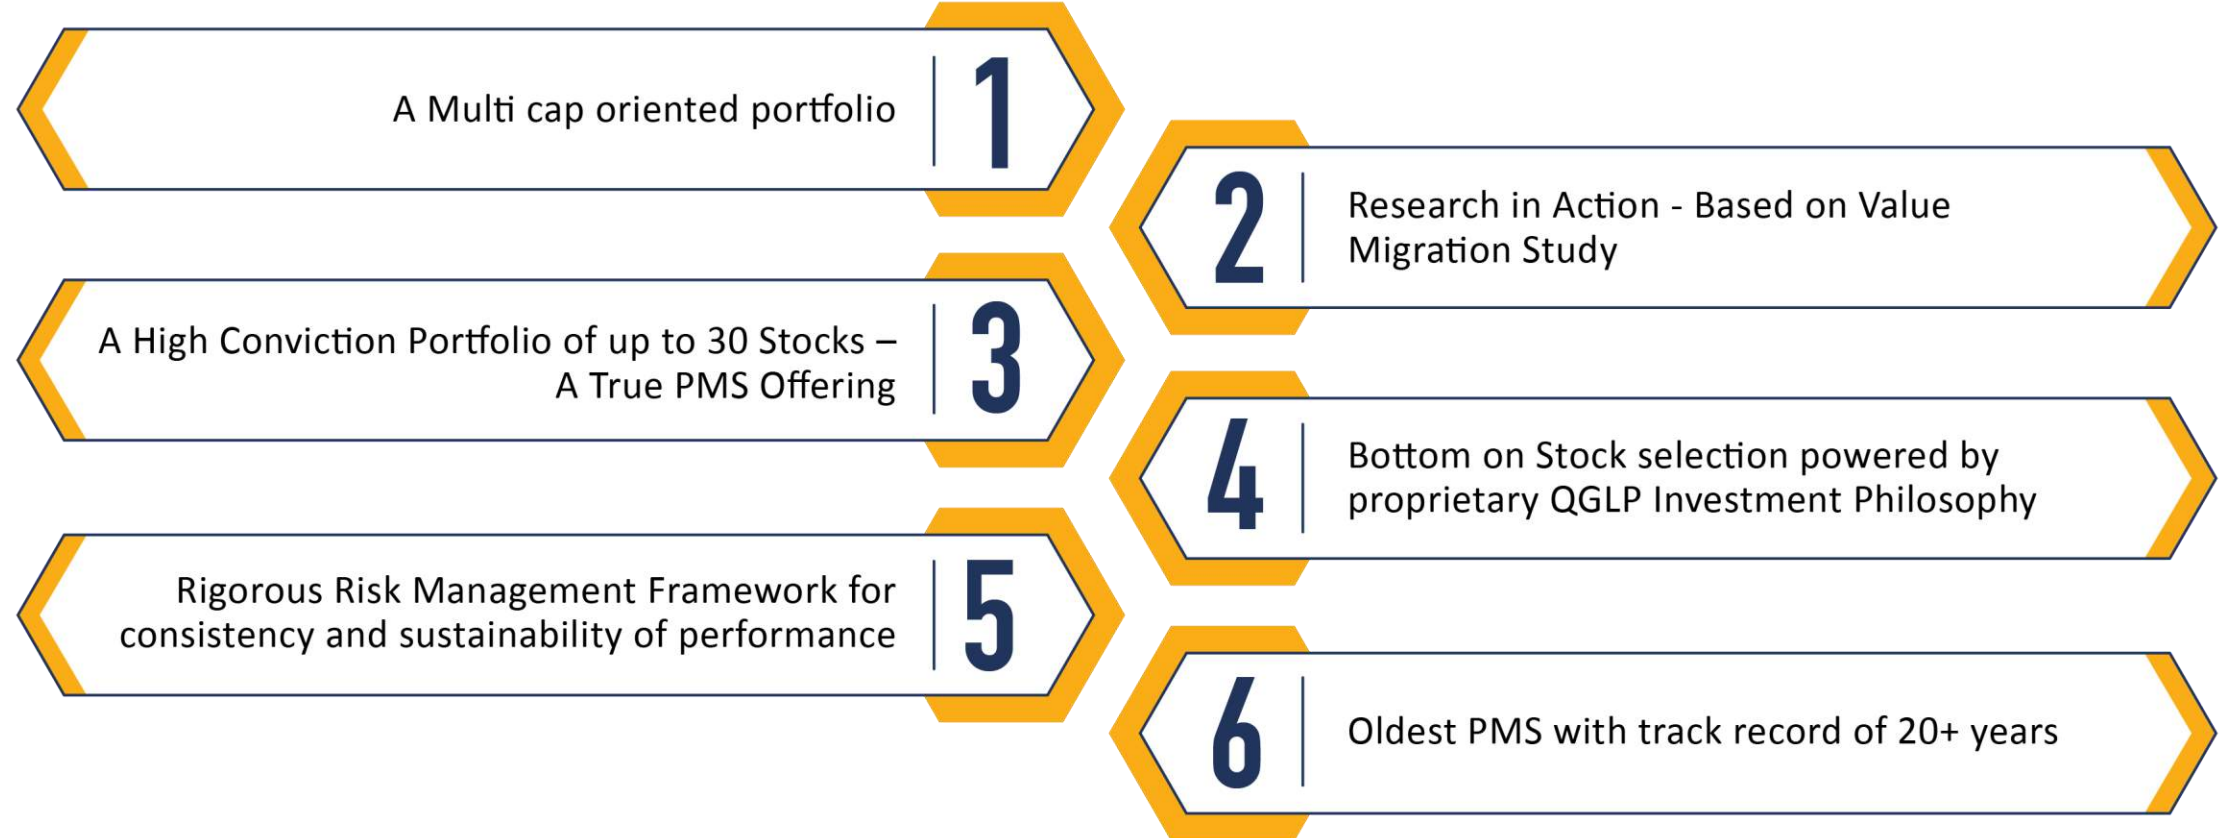 1
A Multi cap oriented portfolio
2
Research in Action - Based on Value
Migration Study
3
A High Conviction Portfolio of up to 30 Stocks –
A True PMS Offering
4
Bottom on Stock selection powered by
proprietary QGLP Investment Philosophy
5
Rigorous Risk Management Framework for
consistency and sustainability of performance
6
Oldest PMS with track record of 20+ years